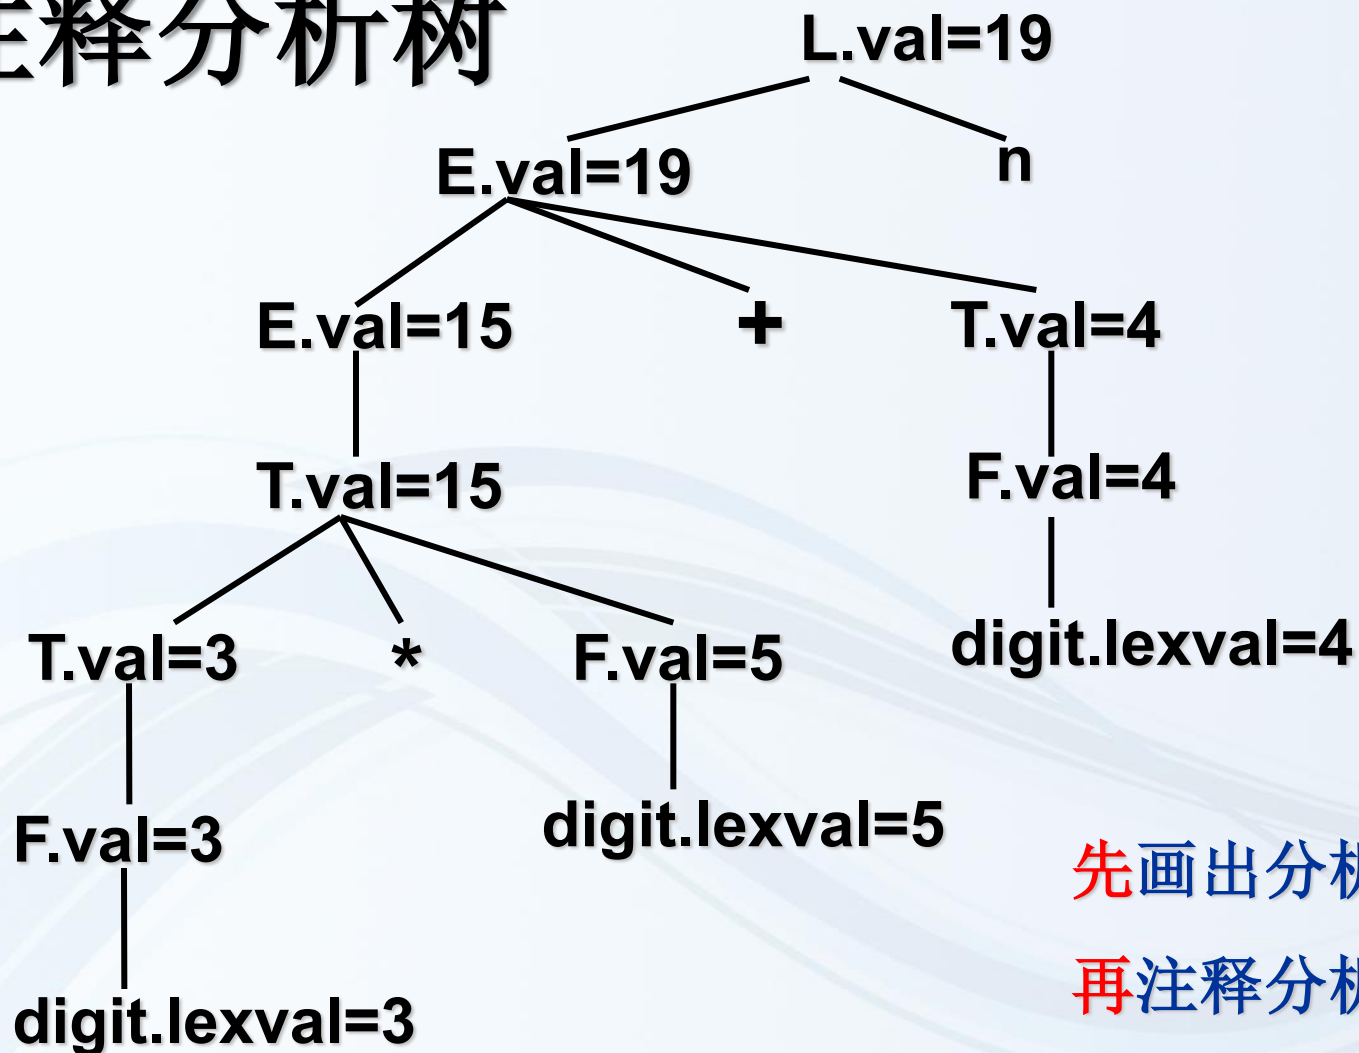 注释分析树
L.val=19
E.val=19 n
E.val=15 + T.val=4
T.val=15 F.val=4
T.val=3 * F.val=5 digit.lexval=4
F.val=3 digit.lexval=5
先画出分析
再注释分析
digit.lexval=3